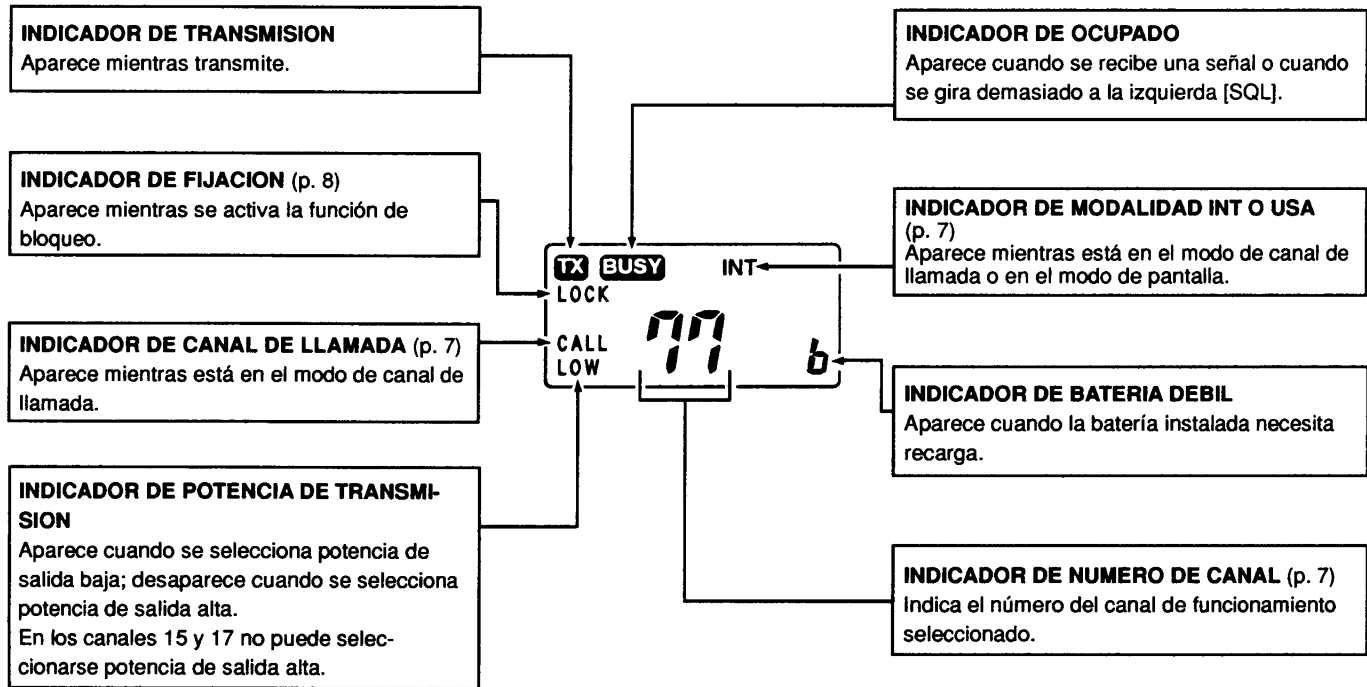 INDICADOR DE TRANSMISION
Aparece mientras transmite.
INDICADOR DE FIJACION (p. 8)
Aparece mientras se activa la función de
bloqueo.
INDICADOR DE CANAL DE LLAMADA (p. 7)
Aparece mientras está en el modo de canal de
llamada.
INDICADOR DE POTENCIA DE TRANSMI-
SION
Aparece cuando se selecciona potencia de
salida baja; desaparece cuando se selecciona
potencia de salida alta.
En los canales 15 y 17 no puede selec-
cionarse potencia de salida alta.
TX BUSY INT
LOCK
CALL
LOW
77
b
INDICADOR DE OCUPADO
Aparece cuando se recibe una señal o cuando
se gira demasiado a la izquierda [SQL].
INDICADOR DE MODALIDAD INT O USA
(p. 7)
Aparece mientras está en el modo de canal de
llamada o en el modo de pantalla.
INDICADOR DE BATERIA DEBIL
Aparece cuando la batería instalada necesita
recarga.
INDICADOR DE NUMERO DE CANAL (p. 7)
Indica el número del canal de funcionamiento
seleccionado.